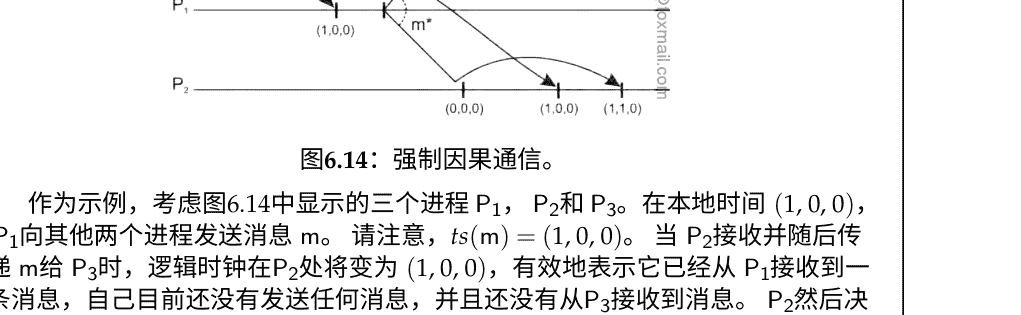 P₁
(1,0,0)
m*
@foxmail.com
P₂
(0,0,0)
(1,0,0)
(1,1,0)
图6.14：强制因果通信。
作为示例，考虑图6.14中显示的三个进程 P₁， P₂和 P₃。在本地时间 (1, 0, 0)，
P₁向其他两个进程发送消息 m。 请注意，ts(m) = (1, 0, 0)。 当 P₂接收并随后传
递 m给 P₃时，逻辑时钟在P₂处将变为 (1, 0, 0)，有效地表示它已经从 P₁接收到一
条消息，自己目前还没有发送任何消息，并且还没有从P₃接收到消息。 P₂然后决